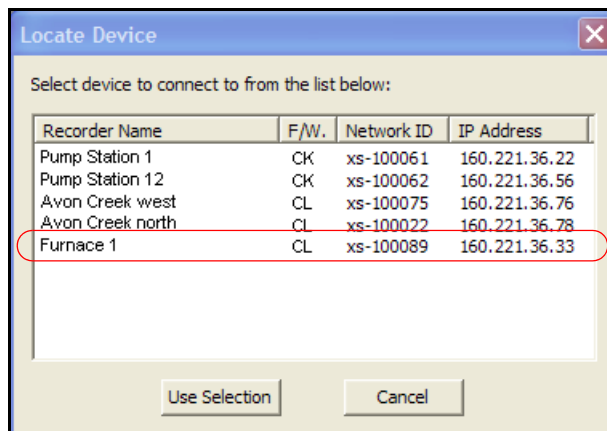 Locate Device
Select device to connect to from the list below:
Recorder Name F/W. Network ID IP Address
Pump Station 1 CK xs-100061 160.221.36.22
Pump Station 12 CK xs-100062 160.221.36.56
Avon Creek west CL xs-100075 160.221.36.76
Avon Creek north CL xs-100022 160.221.36.78
Furnace 1 CL xs-100089 160.221.36.33
Use Selection Cancel